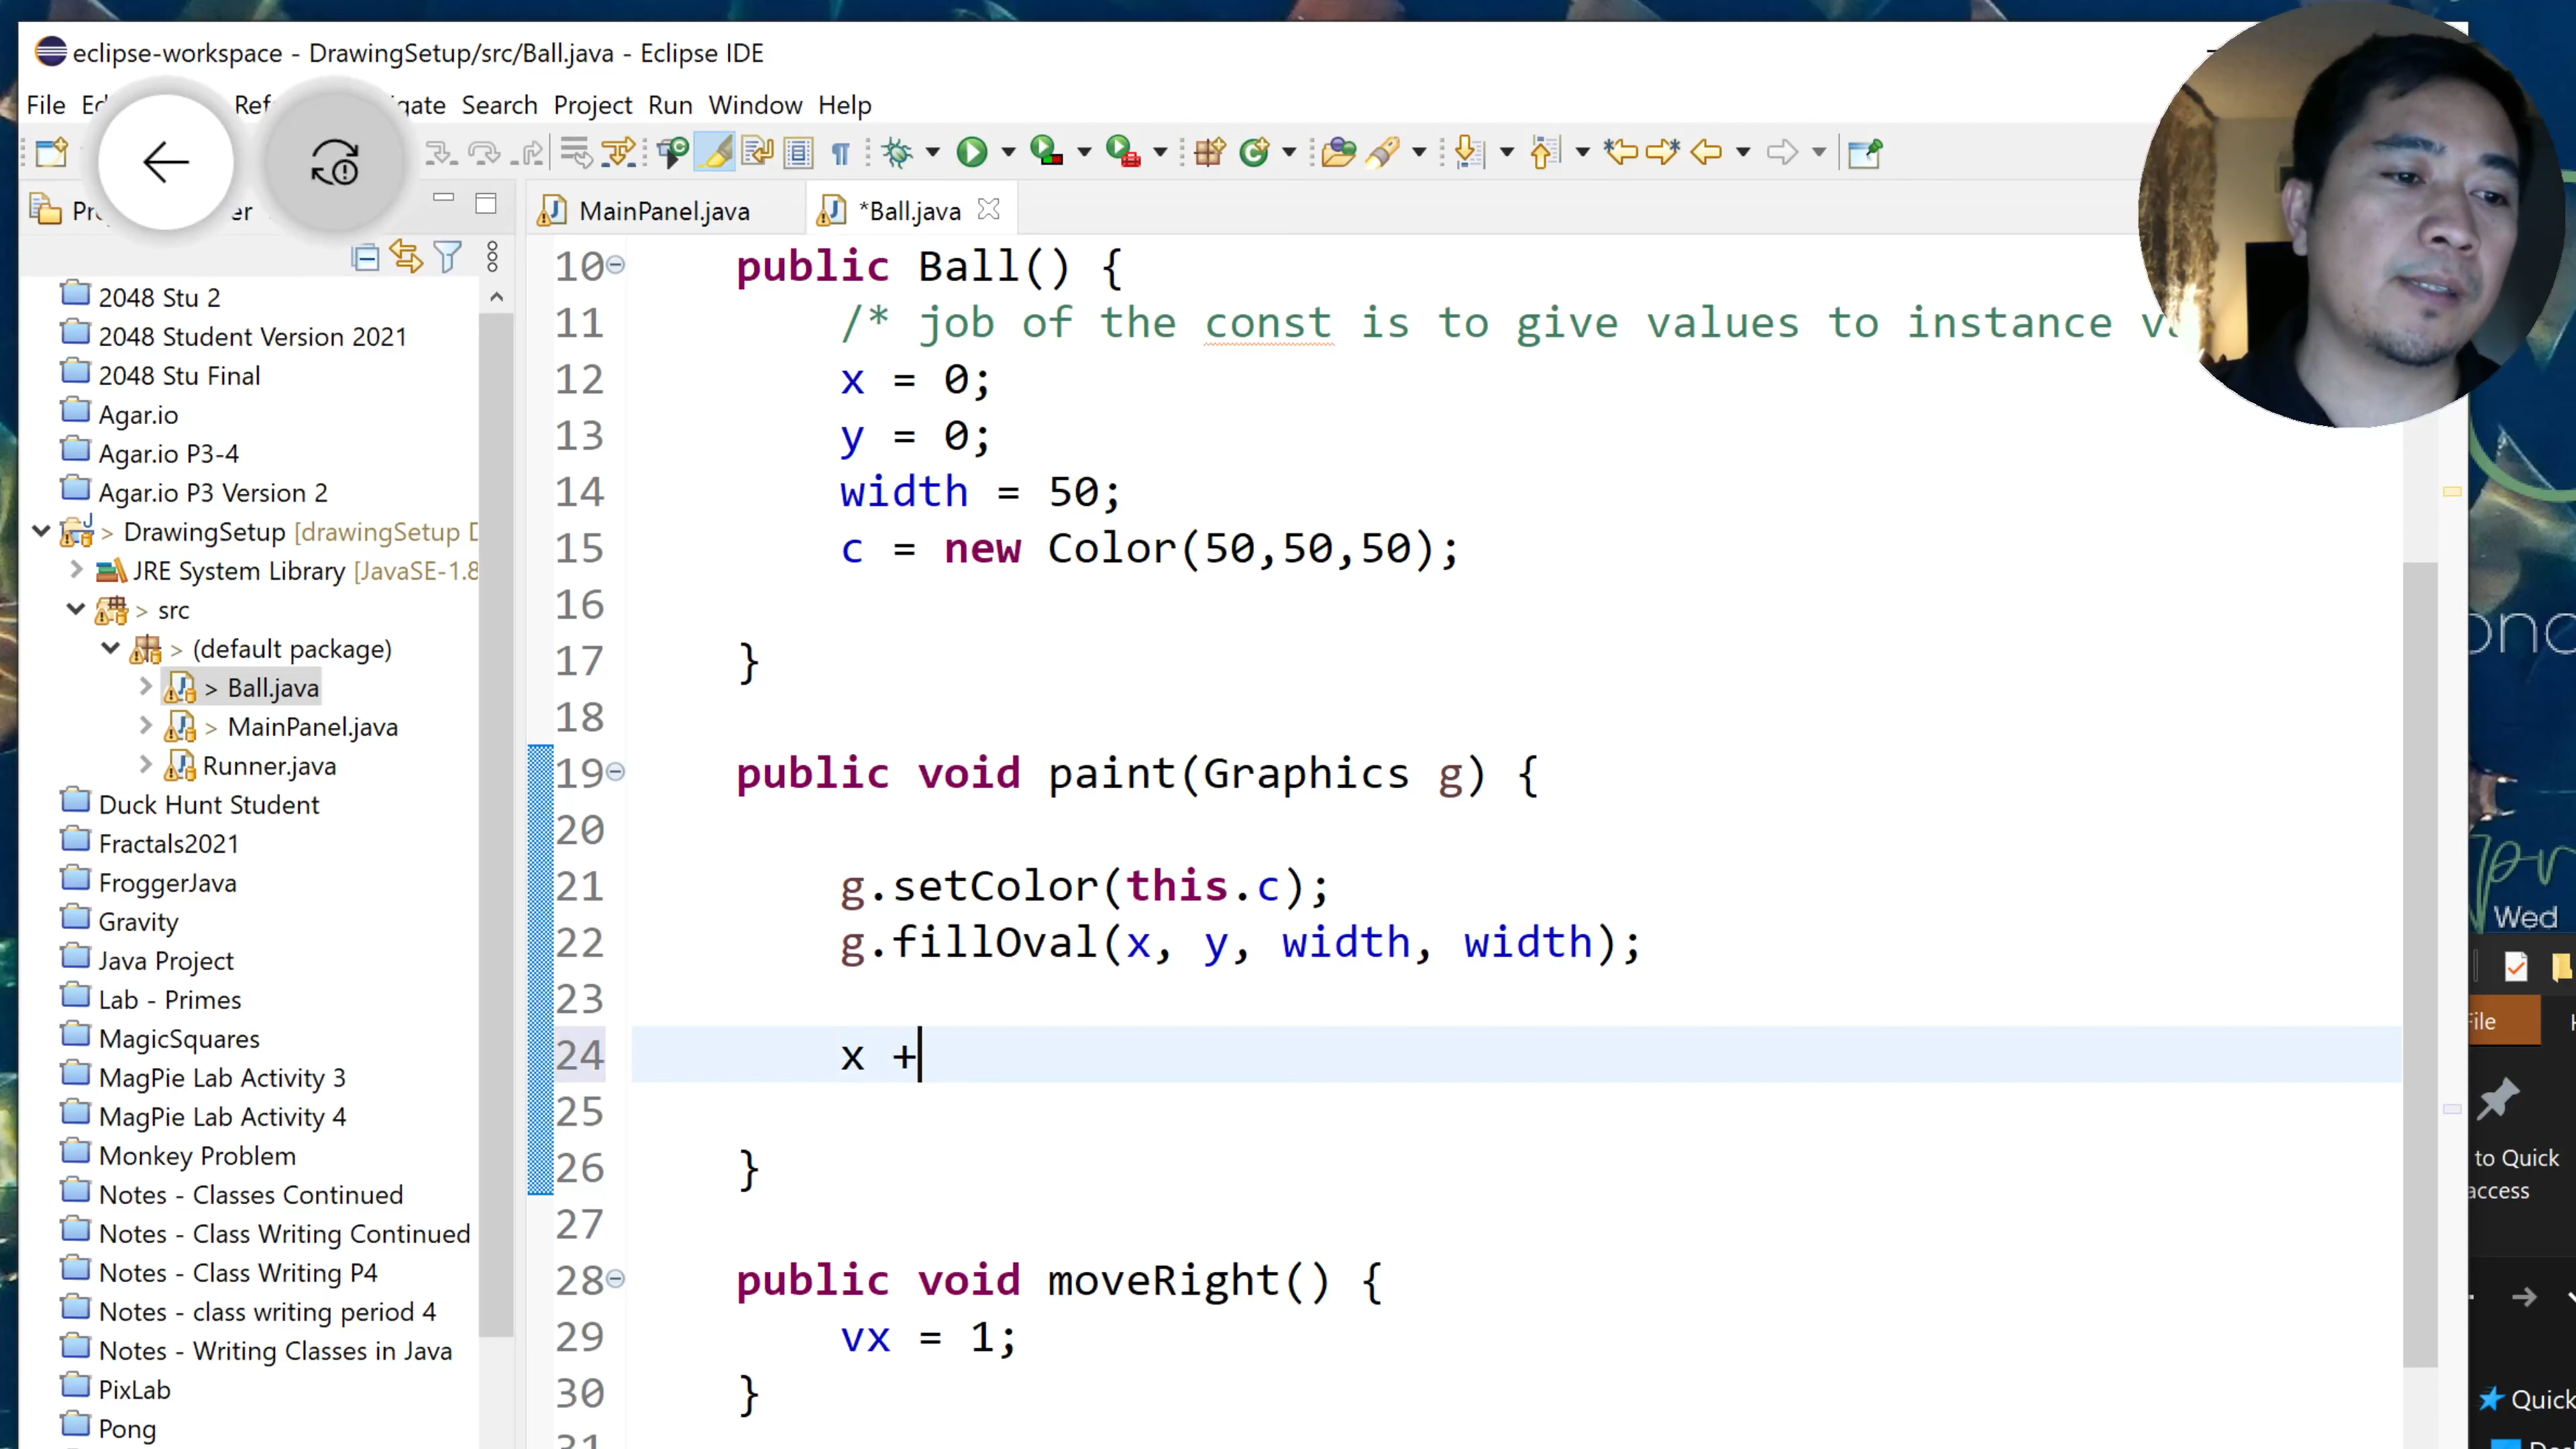 eclipse-workspace - DrawingSetup/src/Ball.java - Eclipse IDE
File Search Project Run Window Help
MainPanel.java
*Ball.java
2048 Stu 2
2048 Student Version 2021
2048 Stu Final
Agar.io
Agar.io P3-4
Agar.io P3 Version 2
> DrawingSetup [drawingSetup D
JRE System Library [JavaSE-1.8
> src
> (default package)
> Ball.java
> MainPanel.java
Runner.java
Duck Hunt Student
Fractals2021
FroggerJava
Gravity
Java Project
Lab - Primes
MagicSquares
MagPie Lab Activity 3
MagPie Lab Activity 4
Monkey Problem
Notes - Classes Continued
Notes - Class Writing Continued
Notes - Class Writing P4
Notes - class writing period 4
Notes - Writing Classes in Java
PixLab
Pong
10 public Ball() {
11 /* job of the const is to give values to instance
12 x = 0;
13 y = 0;
14 width = 50;
15 c = new Color(50,50,50);
16
17 }
18
19 public void paint(Graphics g) {
20
21 g.setColor(this.c);
22 g.fillOval(x, y, width, width);
23
24 x +
25
26 }
27
28 public void moveRight() {
29 vx = 1;
30 }
31
Wed
to Quick
access
Quick